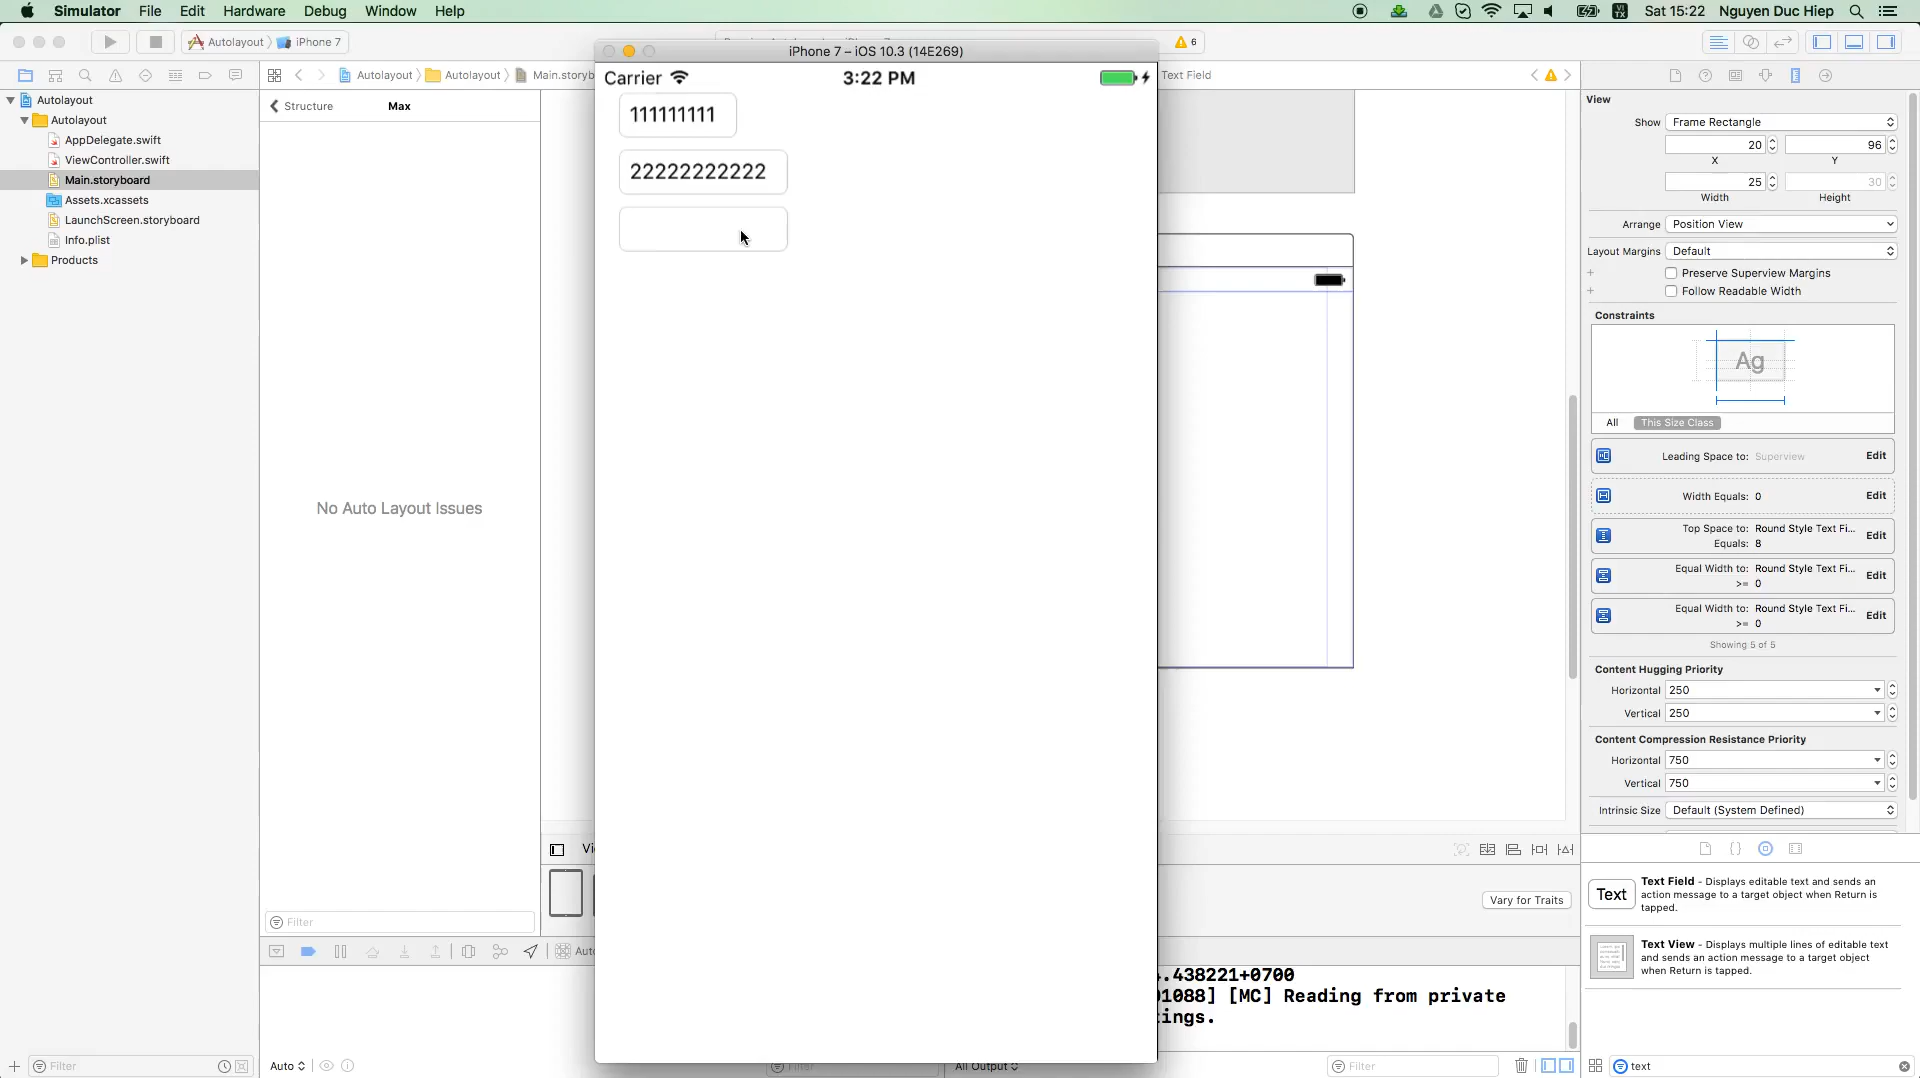 Simulator File Edit Hardware Debug Window Help
Sat 15:22 Nguyen Duc Hiep
Autolayout iPhone 7
6
iPhone 7 – iOS 10.3 (14E269)
Autolayout Autolayout Main.storyb
Text Field
Structure Max
Autolayout
Autolayout
AppDelegate.swift
ViewController.swift
Main.storyboard
Assets.xcassets
LaunchScreen.storyboard
Info.plist
Products
No Auto Layout Issues
Filter
Filter
Auto
Carrier 3:22 PM
111111111
22222222222
View
Show Frame Rectangle
20 96
X Y
25 30
Width Height
Arrange Position View
Layout Margins Default
Preserve Superview Margins
Follow Readable Width
Constraints
Ag
All This Size Class
Leading Space to: Superview Edit
Width Equals: 0 Edit
Top Space to: Round Style Text Fi...
Equals: 8 Edit
Equal Width to: Round Style Text Fi...
>= 0 Edit
Equal Width to: Round Style Text Fi...
>= 0 Edit
Showing 5 of 5
Content Hugging Priority
Horizontal 250
Vertical 250
Content Compression Resistance Priority
Horizontal 750
Vertical 750
Intrinsic Size Default (System Defined)
Text
Text Field - Displays editable text and sends an
action message to a target object when Return is
tapped.
Text View - Displays multiple lines of editable text
and sends an action message to a target object
when Return is tapped.
text
Vary for Traits
.438221+0700
01088] [MC] Reading from private
ings.
All Output
Filter